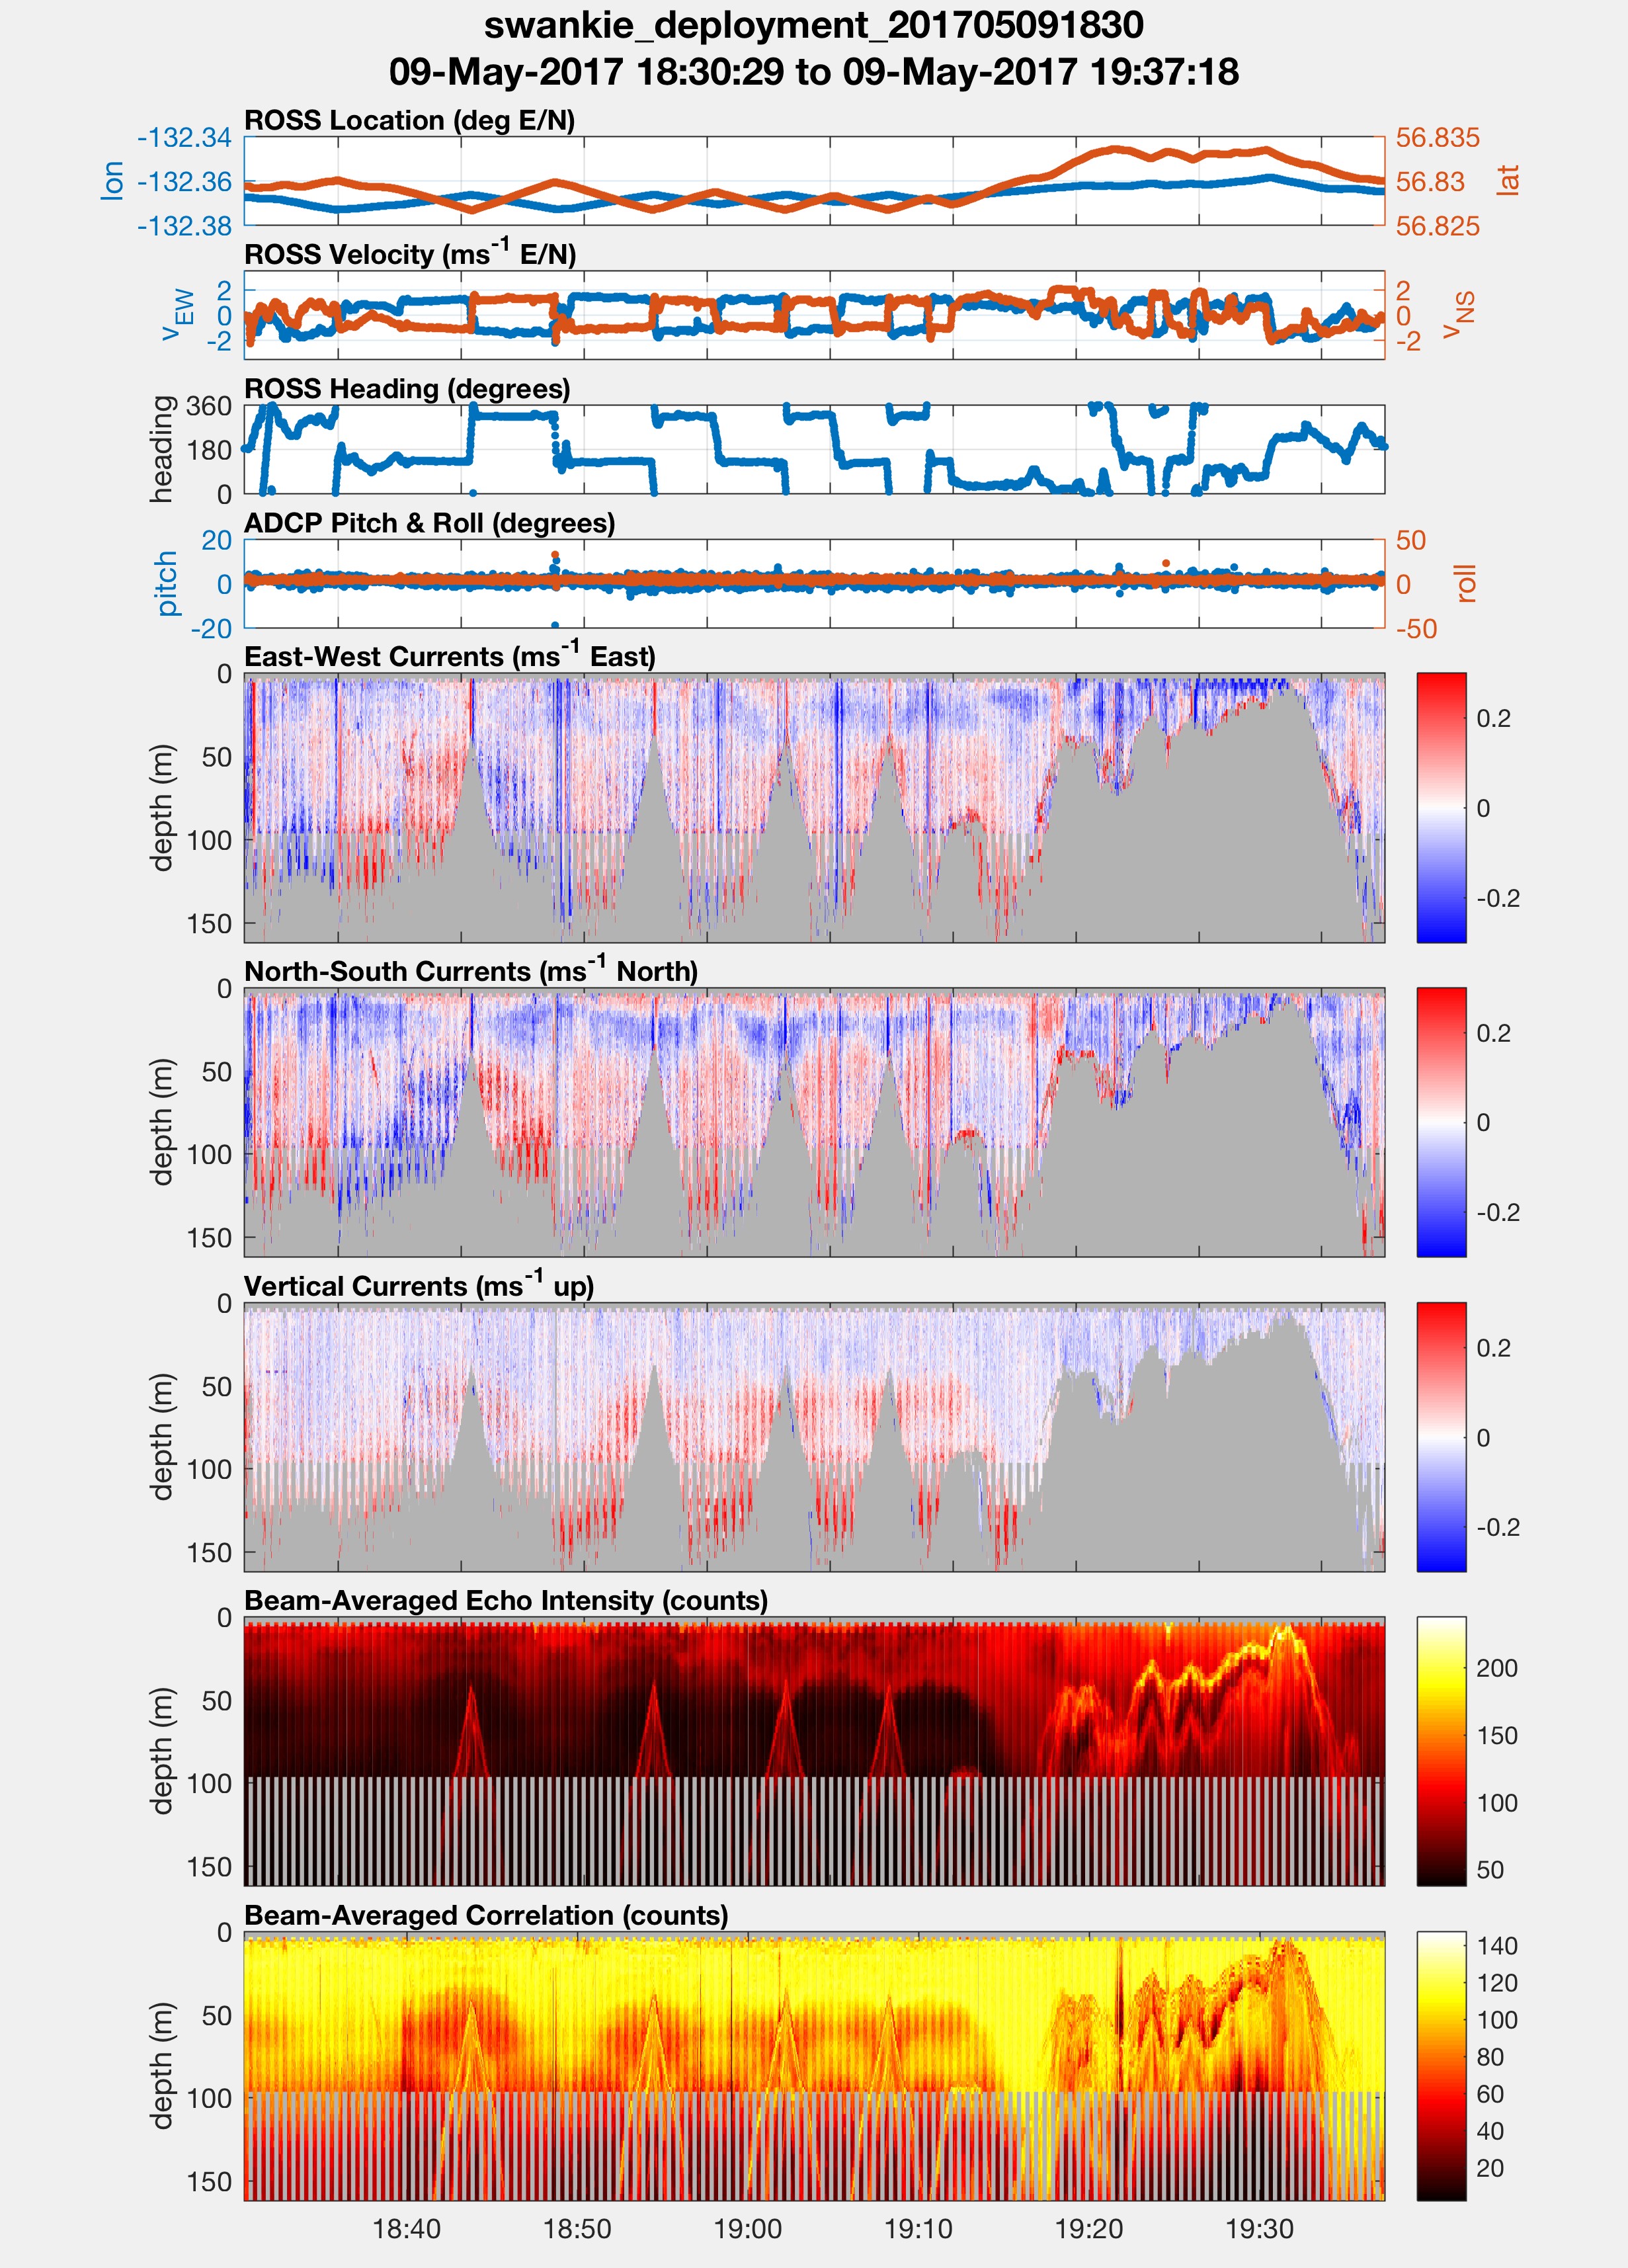 swankie_deployment_201705091830
09-May-2017 18:30:29 to 09-May-2017 19:37:18
ROSS Location (deg E/N)
-132.34
-132.36
-132.38
lon
56.835
56.83
56.825
lat
ROSS Velocity (ms-1 E/N)
2
0
-2
vEW
2
0
-2
vNS
ROSS Heading (degrees)
360
180
0
heading
ADCP Pitch & Roll (degrees)
20
0
-20
pitch
50
0
-50
roll
East-West Currents (ms-1 East)
0
50
100
150
depth (m)
0.2
0
-0.2
North-South Currents (ms-1 North)
0
50
100
150
depth (m)
0.2
0
-0.2
Vertical Currents (ms-1 up)
0
50
100
150
depth (m)
0.2
0
-0.2
Beam-Averaged Echo Intensity (counts)
0
50
100
150
depth (m)
200
150
100
50
Beam-Averaged Correlation (counts)
0
50
100
150
depth (m)
140
120
100
80
60
40
20
18:40 18:50 19:00 19:10 19:20 19:30